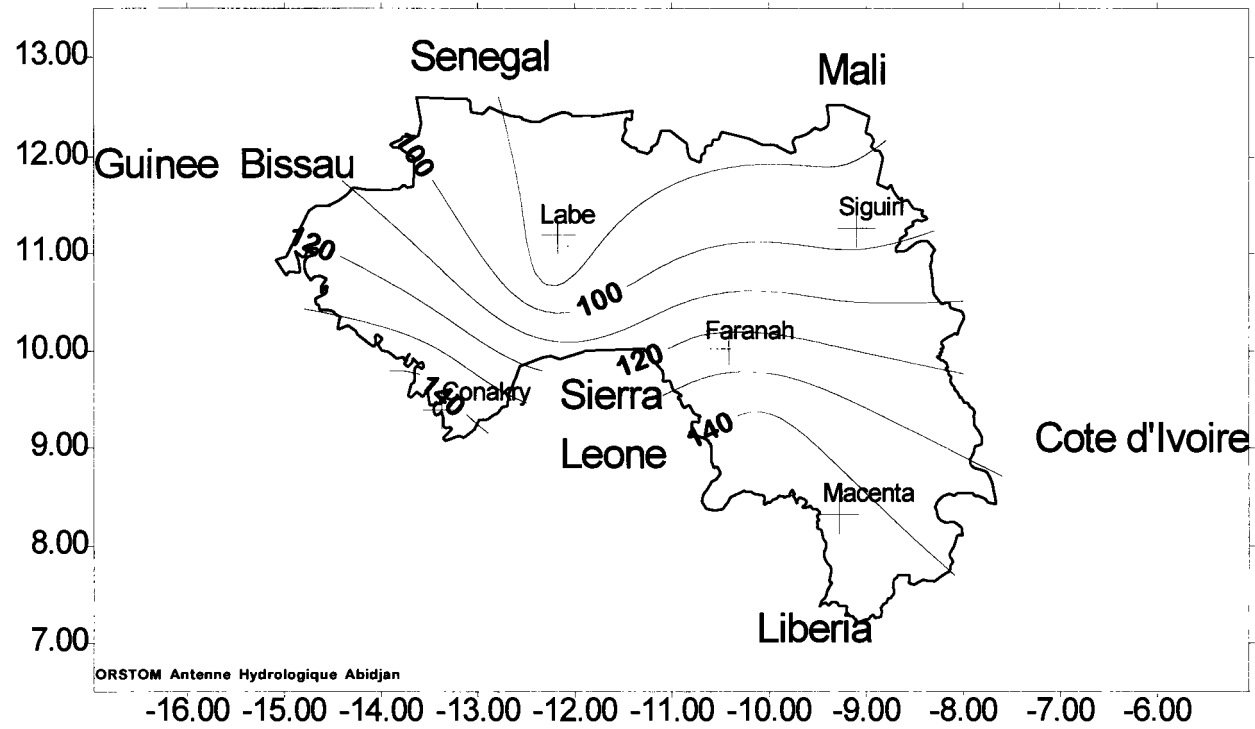 13.00
Senegal
Mali
12.00
100
Guinee Bissau
Labe
Siguiri
11.00
120
100
Faranah
10.00
120
140
Conakry
Sierra
Leone
140
9.00
Cote d'Ivoire
Macenta
8.00
7.00
Liberia
ORSTOM Antenne Hydrologique Abidjan
-16.00 -15.00 -14.00 -13.00 -12.00 -11.00 -10.00 -9.00 -8.00 -7.00 -6.00